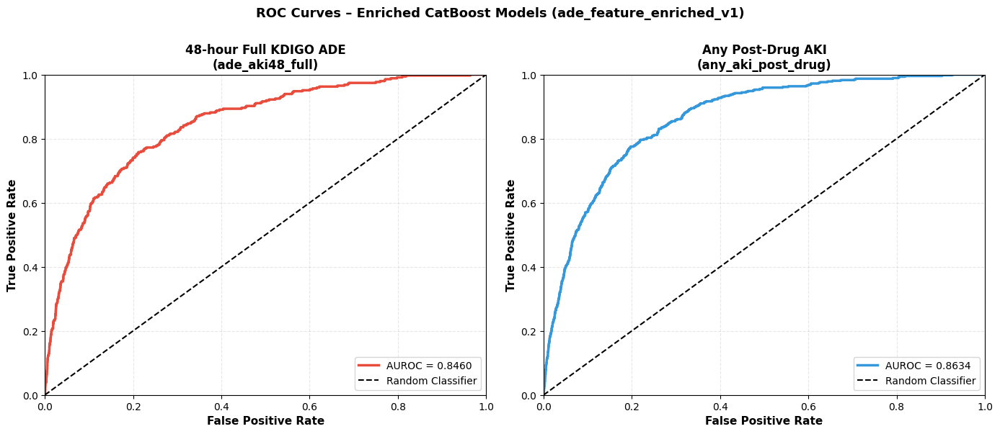 ROC Curves – Enriched CatBoost Models (ade_feature_enriched_v1)
48-hour Full KDIGO ADE
(ade_aki48_full)
1.0
0.8
0.6
0.4
0.2
0.0
True Positive Rate
0.0 0.2 0.4 0.6 0.8 1.0
False Positive Rate
AUROC = 0.8460
Random Classifier
Any Post-Drug AKI
(any_aki_post_drug)
1.0
0.8
0.6
0.4
0.2
0.0
True Positive Rate
0.0 0.2 0.4 0.6 0.8 1.0
False Positive Rate
AUROC = 0.8634
Random Classifier